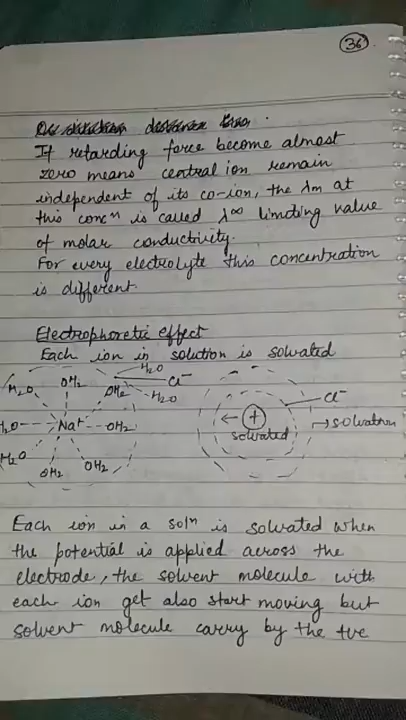 36
If retarding force become almost
zero means central ion remain
independent of its co-ion, the λm at
this concⁿ is called λ∞ limiting value
of molar conductivity.
For every electrolyte this concentration
is different
Electrophoretic effect
Each ion in solution is solvated
H2O
OH2
OH2
H2O
Cl⁻
H2O
H2O
Na⁺
OH2
H2O
OH2
OH2
+
solvated
Cl⁻
solvation
Each ion in a solⁿ is solvated when
the potential is applied across the
electrode, the solvent molecule with
each ion get also start moving but
solvent molecule carry by the +ve